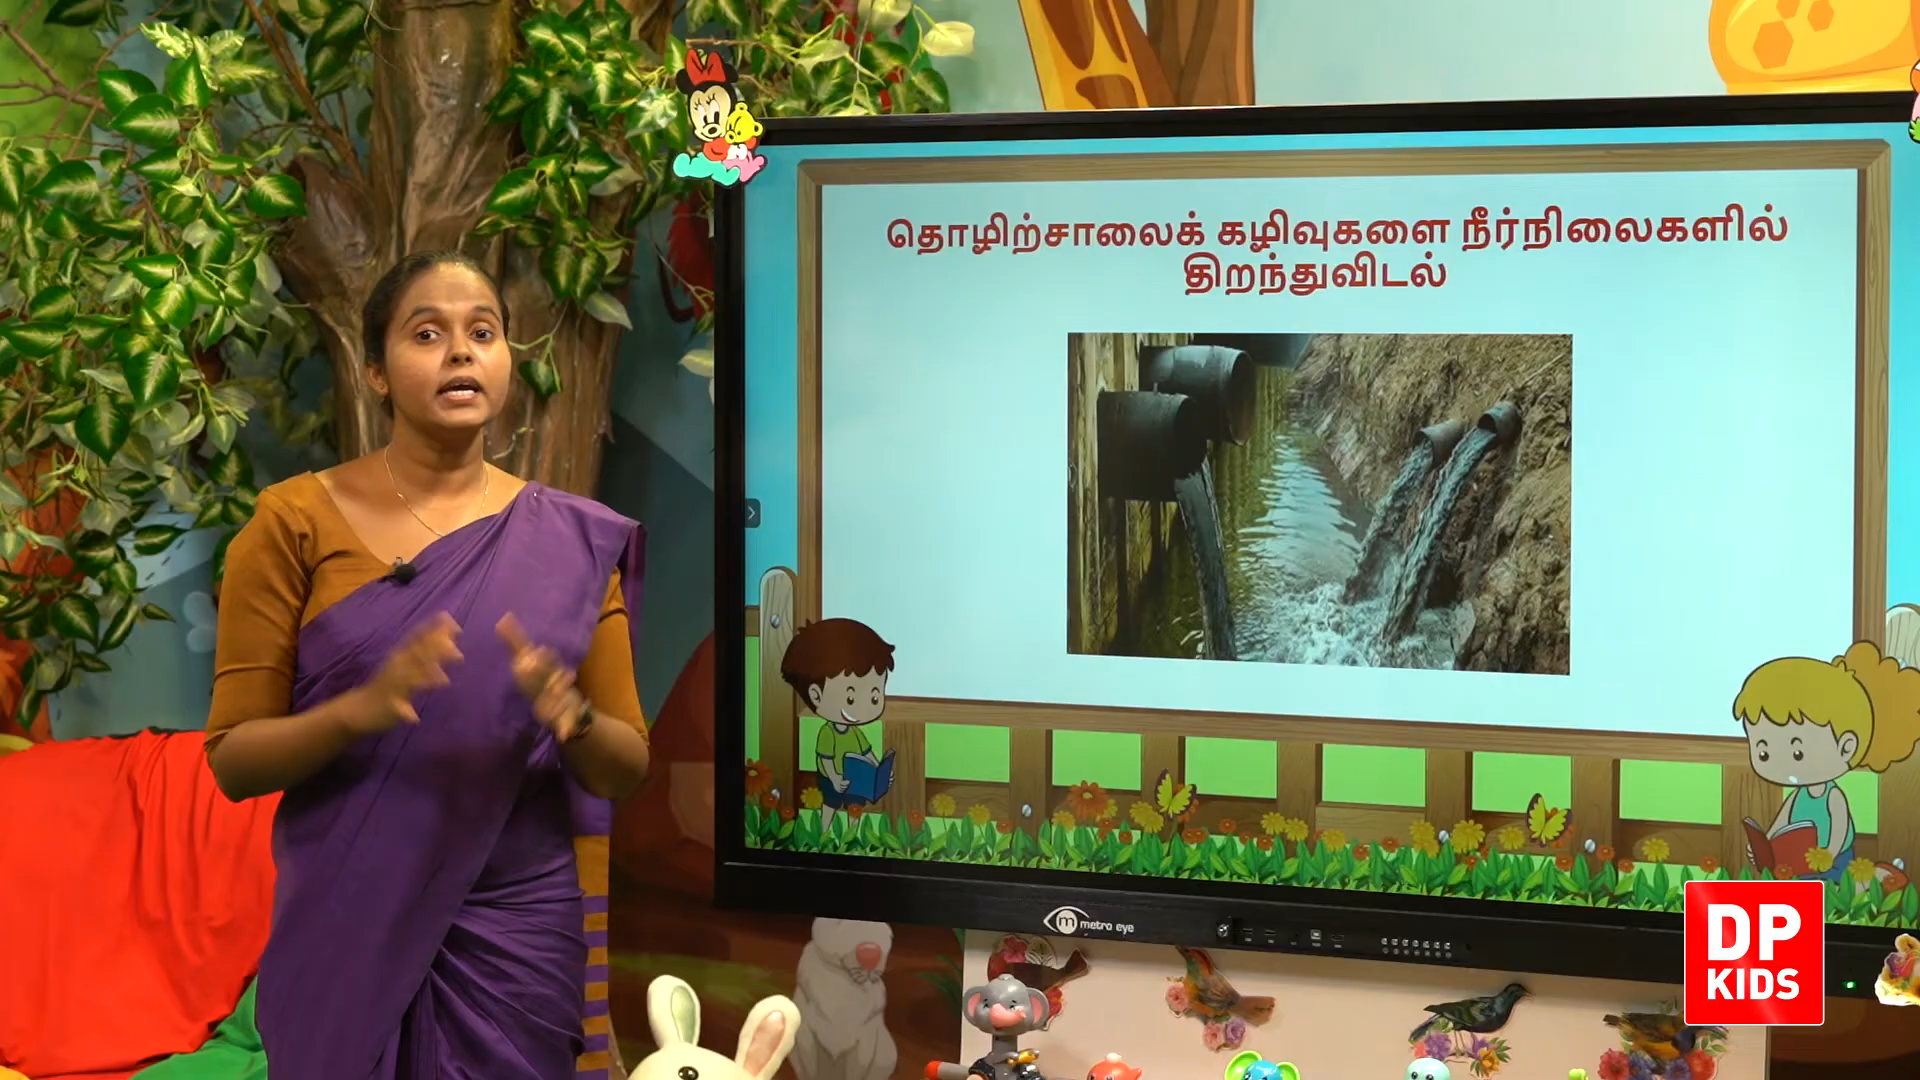 தொழிற்சாலைக் கழிவுகளை நீர்நிலைகளில்
திறந்துவிடல்
m metro eye
DP
KIDS